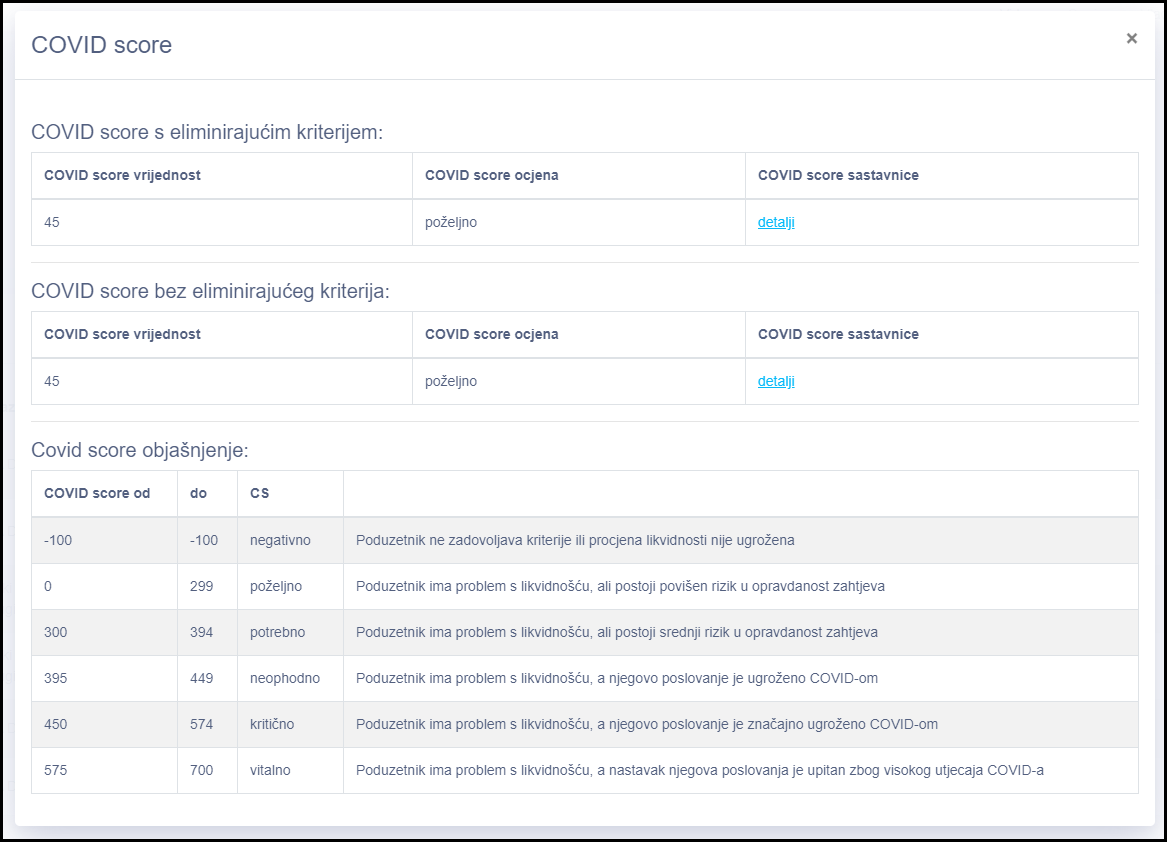 COVID score
×
COVID score s eliminirajućim kriterijem:
COVID score vrijednost COVID score ocjena COVID score sastavnice
45 poželjno detalji
COVID score bez eliminirajućeg kriterija:
COVID score vrijednost COVID score ocjena COVID score sastavnice
45 poželjno detalji
Covid score objašnjenje:
COVID score od do CS
-100 -100 negativno Poduzetnik ne zadovoljava kriterije ili procjena likvidnosti nije ugrožena
0 299 poželjno Poduzetnik ima problem s likvidnošću, ali postoji povišen rizik u opravdanost zahtjeva
300 394 potrebno Poduzetnik ima problem s likvidnošću, ali postoji srednji rizik u opravdanost zahtjeva
395 449 neophodno Poduzetnik ima problem s likvidnošću, a njegovo poslovanje je ugroženo COVID-om
450 574 kritično Poduzetnik ima problem s likvidnošću, a njegovo poslovanje je značajno ugroženo COVID-om
575 700 vitalno Poduzetnik ima problem s likvidnošću, a nastavak njegova poslovanja je upitan zbog visokog utjecaja COVID-a